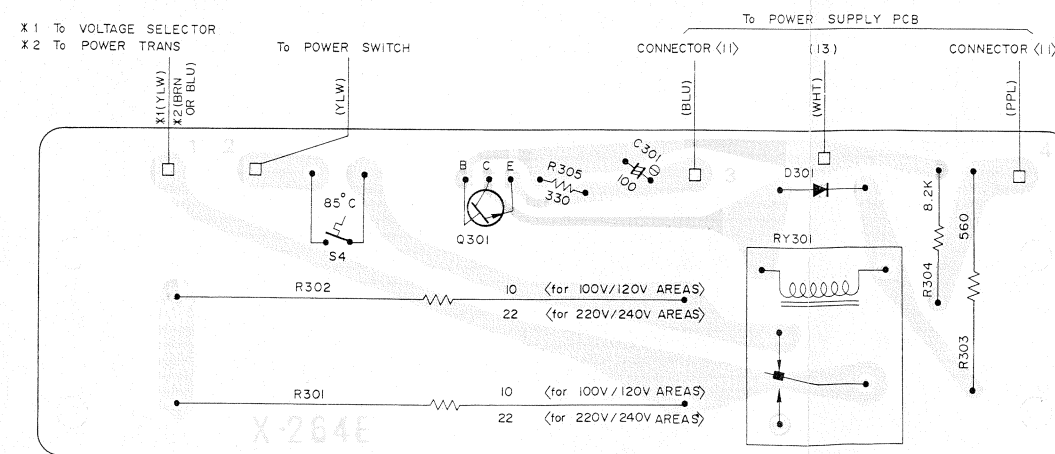 ※1 To VOLTAGE SELECTOR
※2 To POWER TRANS
To POWER SWITCH
To POWER SUPPLY PCB
CONNECTOR 〈11〉
(13)
CONNECTOR 〈11〉
※1 (YLW)
※2 (BRN
OR BLU)
(YLW)
(BLU)
(WHT)
(PPL)
1
2
3
4
85°C
S4
B C E
Q301
R305
330
C301
100
D301
RY301
8.2K
R304
560
R303
R302
10 〈for 100V/120V AREAS〉
22 〈for 220V/240V AREAS〉
R301
10 〈for 100V/120V AREAS〉
22 〈for 220V/240V AREAS〉
X-264E